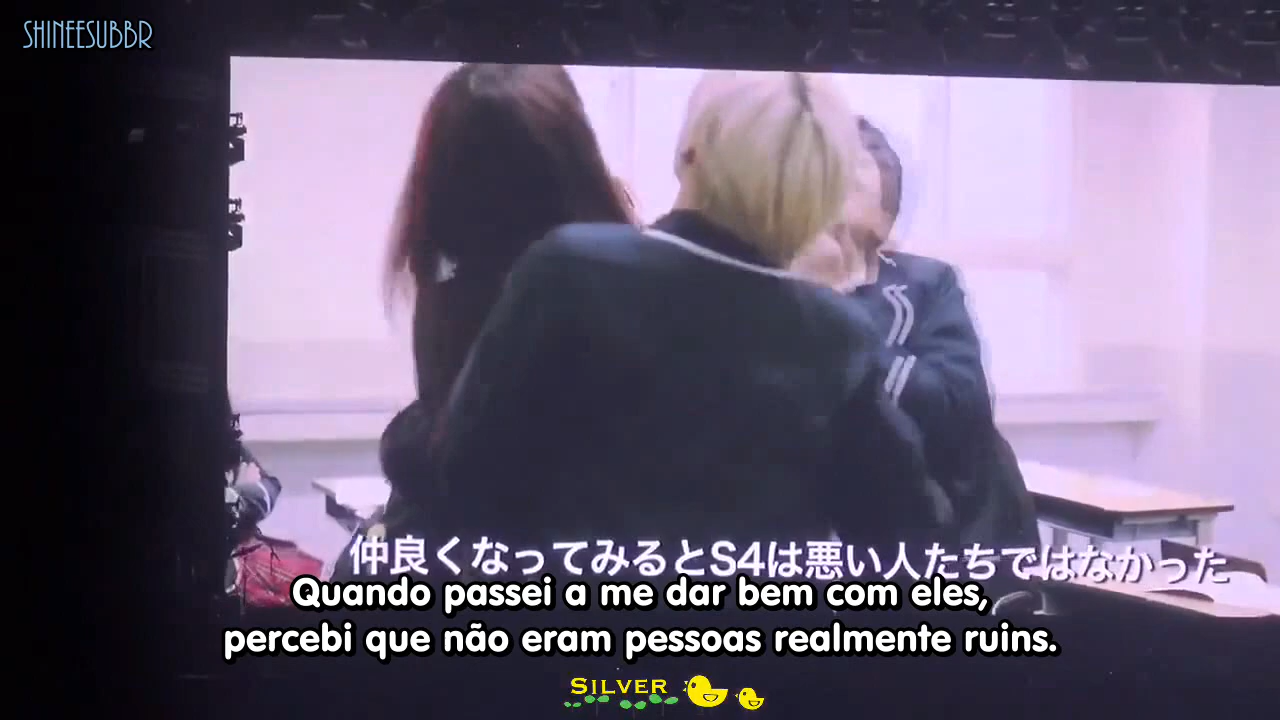 SHINEESUBBR
仲良くなってみるとS4は悪い人たちではなかった
Quando passei a me dar bem com eles,
percebi que não eram pessoas realmente ruins.
SILVER